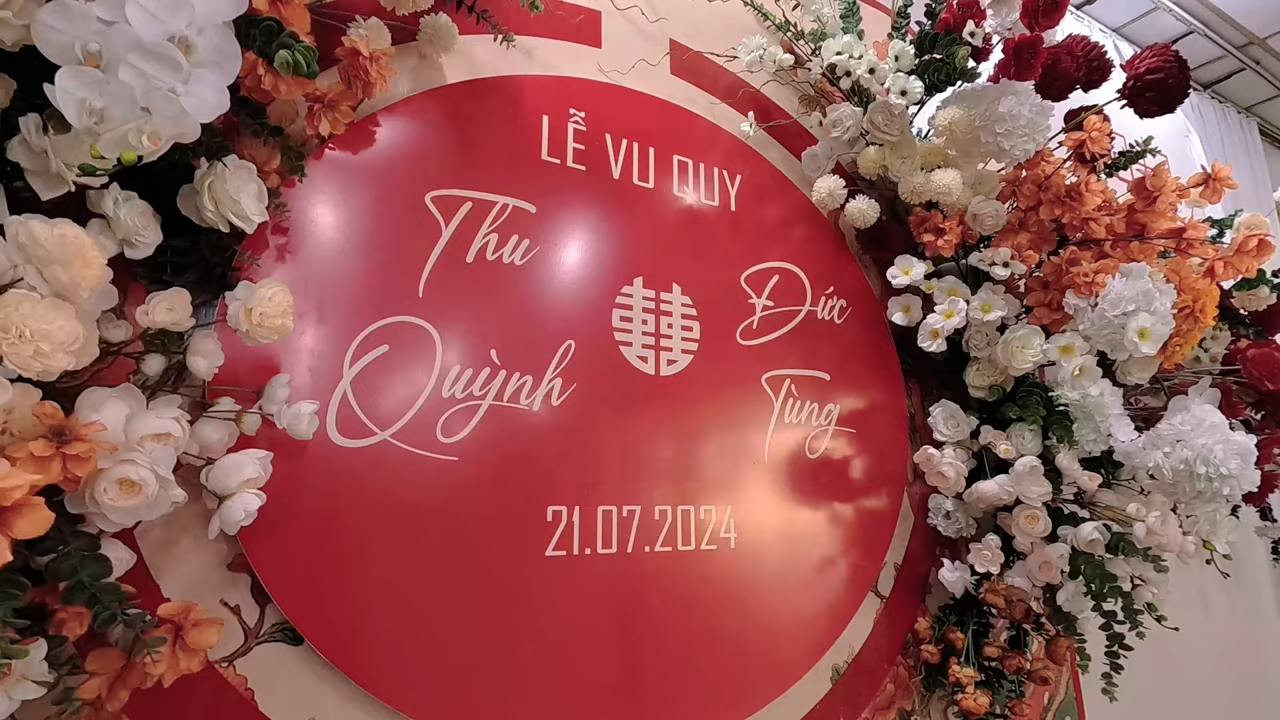 LỄ VU QUY
Thu
Quỳnh
囍
Đức
Tùng
21.07.2024